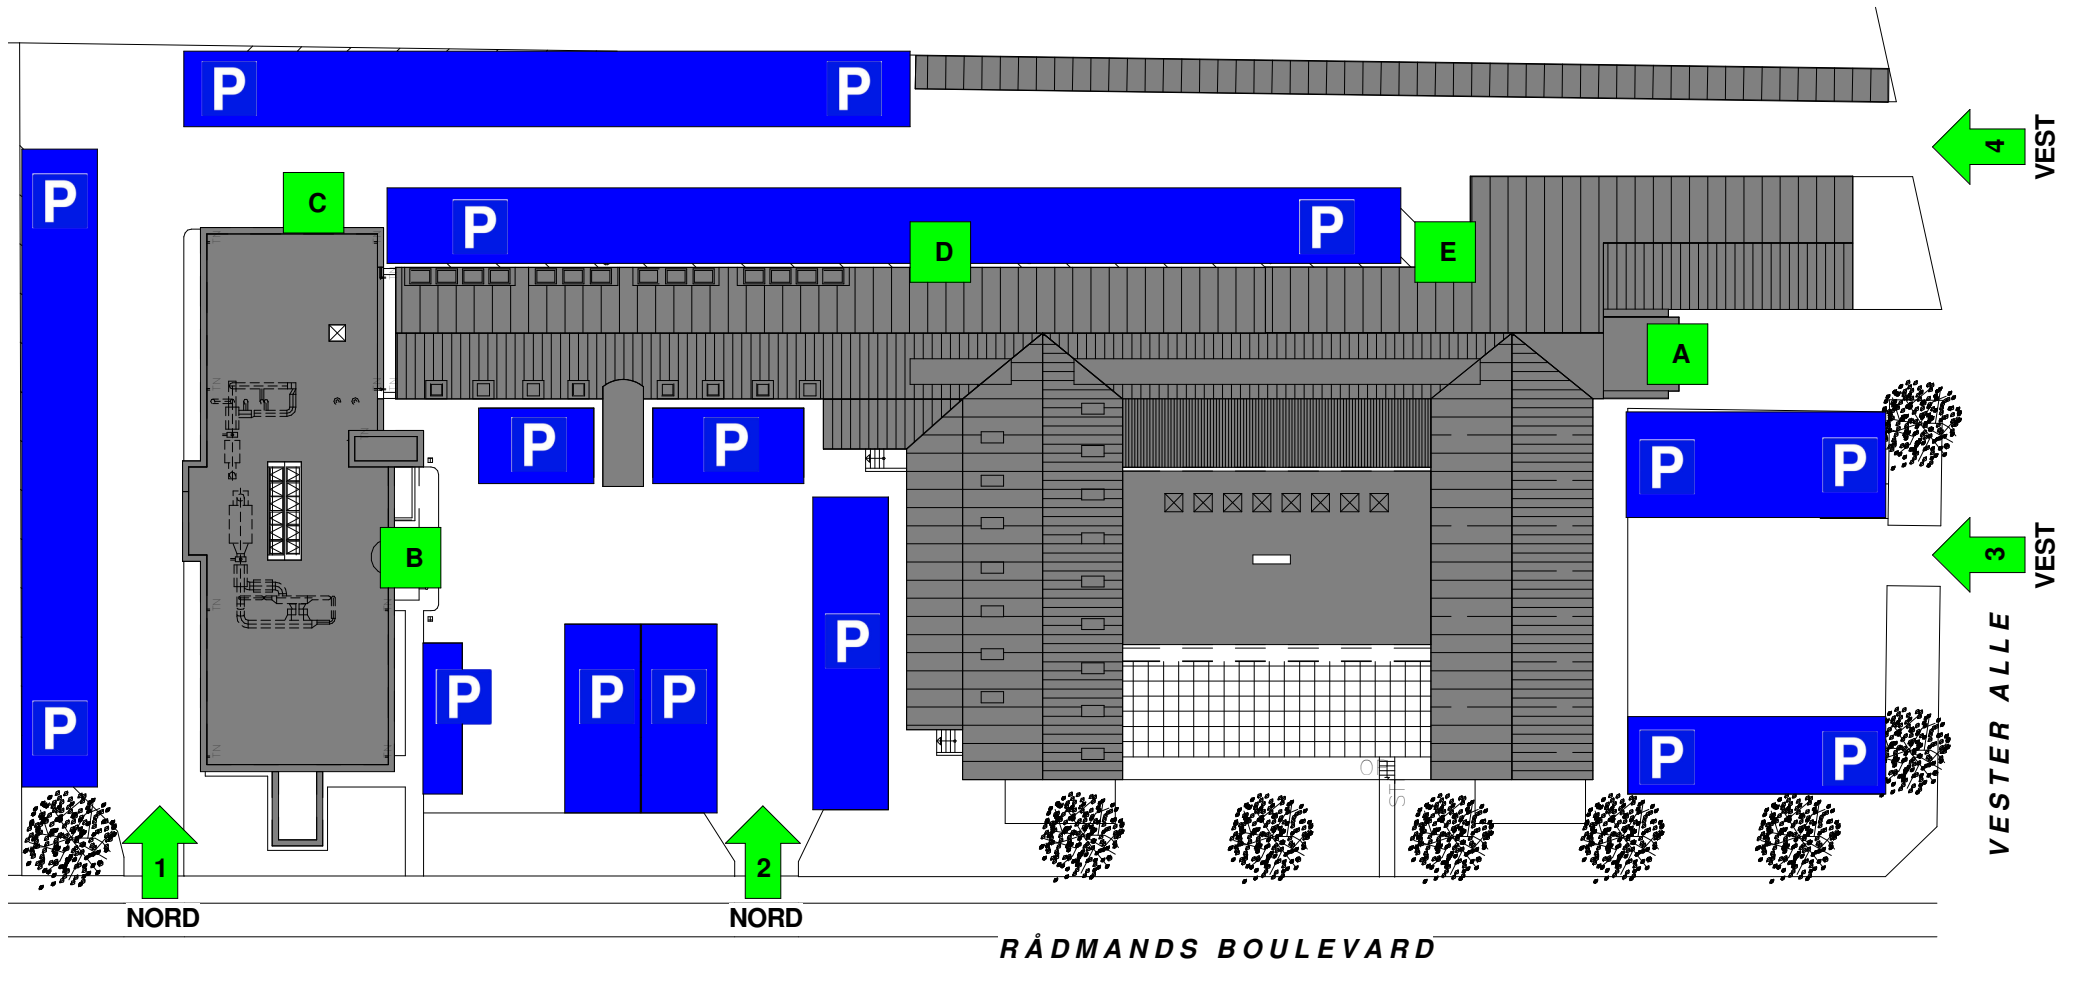 P P
4
VEST
P
C
P P
D
E
A
P P
P P
3
VEST
B
P
P P P
P
P P
VESTER ALLE
1
NORD
2
NORD
RÅDMANDS BOULEVARD